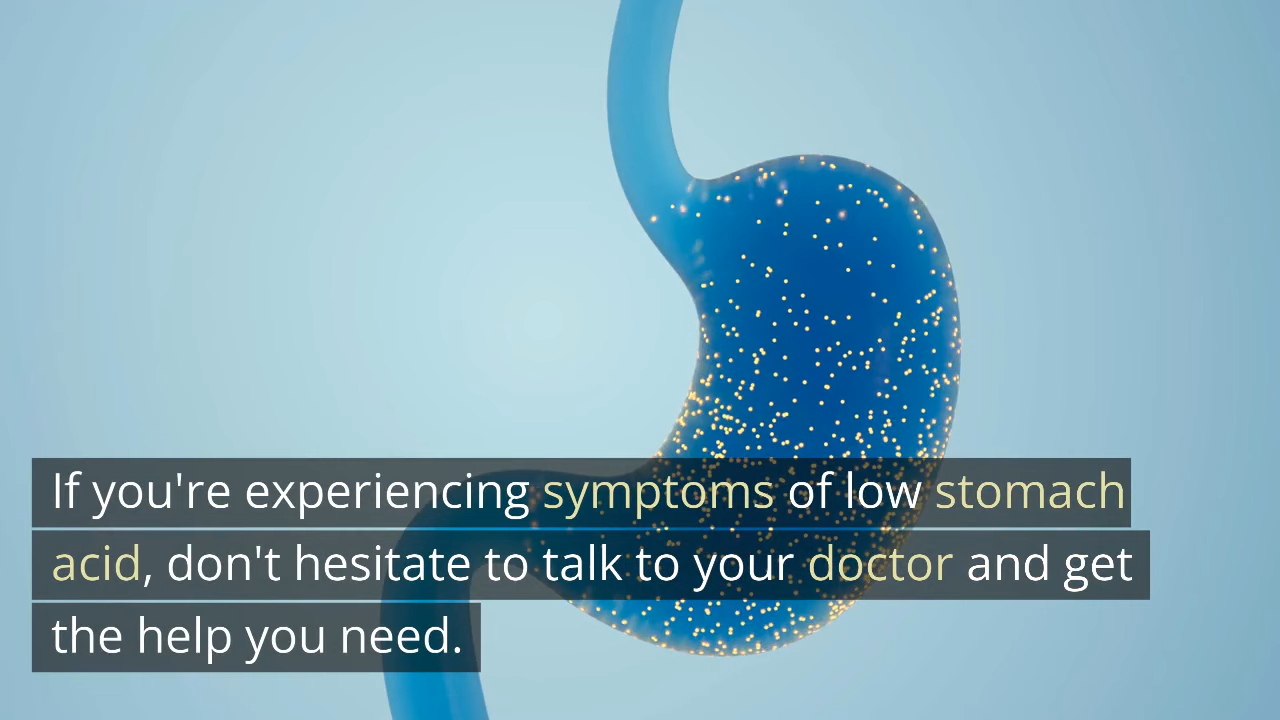 If you're experiencing symptoms of low stomach
acid, don't hesitate to talk to your doctor and get
the help you need.